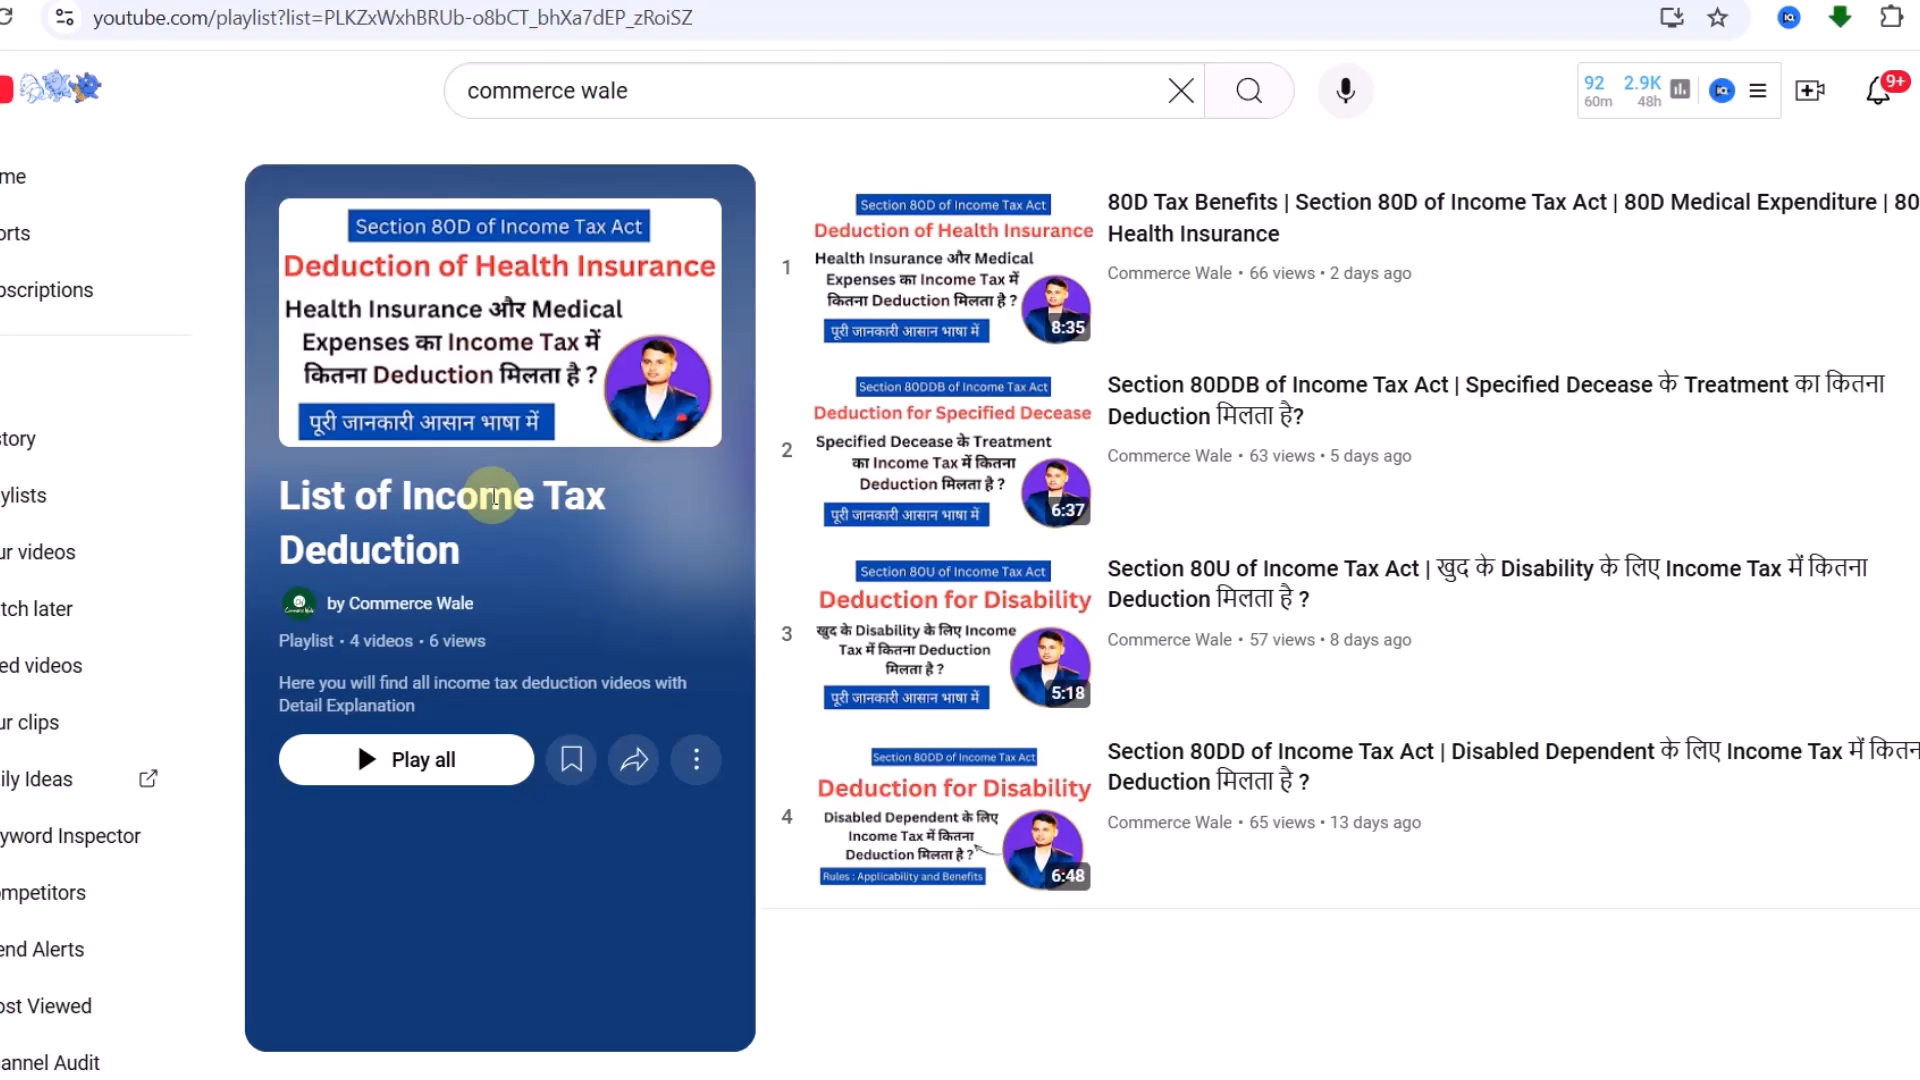 youtube.com/playlist?list=PLKZxWxhBRUb-o8bCT_bhXa7dEP_zRoiSZ
commerce wale
92 2.9K
60m 48h
9+
me
orts
oscriptions
story
ylists
ur videos
tch later
ed videos
ur clips
ily Ideas
yword Inspector
ompetitors
end Alerts
ost Viewed
annel Audit
Section 80D of Income Tax Act
Deduction of Health Insurance
Health Insurance और Medical
Expenses का Income Tax में
कितना Deduction मिलता है ?
पूरी जानकारी आसान भाषा में
List of Income Tax
Deduction
by Commerce Wale
Playlist • 4 videos • 6 views
Here you will find all income tax deduction videos with
Detail Explanation
Play all
1
Section 80D of Income Tax Act
Deduction of Health Insurance
Health Insurance और Medical
Expenses का Income Tax में
कितना Deduction मिलता है ?
पूरी जानकारी आसान भाषा में
8:35
80D Tax Benefits | Section 80D of Income Tax Act | 80D Medical Expenditure | 80
Health Insurance
Commerce Wale • 66 views • 2 days ago
2
Section 80DDB of Income Tax Act
Deduction for Specified Decease
Specified Decease के Treatment
का Income Tax में कितना
Deduction मिलता है ?
पूरी जानकारी आसान भाषा में
6:37
Section 80DDB of Income Tax Act | Specified Decease के Treatment का कितना
Deduction मिलता है?
Commerce Wale • 63 views • 5 days ago
3
Section 80U of Income Tax Act
Deduction for Disability
खुद के Disability के लिए Income
Tax में कितना Deduction
मिलता है ?
पूरी जानकारी आसान भाषा में
5:18
Section 80U of Income Tax Act | खुद के Disability के लिए Income Tax में कितना
Deduction मिलता है ?
Commerce Wale • 57 views • 8 days ago
4
Section 80DD of Income Tax Act
Deduction for Disability
Disabled Dependent के लिए
Income Tax में कितना
Deduction मिलता है ?
Rules : Applicability and Benefits
6:48
Section 80DD of Income Tax Act | Disabled Dependent के लिए Income Tax में कितन
Deduction मिलता है ?
Commerce Wale • 65 views • 13 days ago